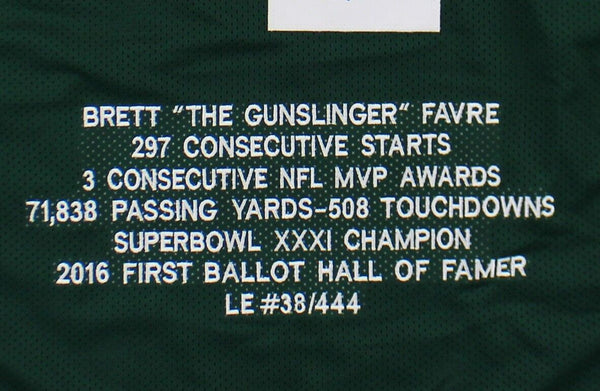 BRETT "THE GUNSLINGER" FAVRE
297 CONSECUTIVE STARTS
3 CONSECUTIVE NFL MVP AWARDS
71,838 PASSING YARDS-508 TOUCHDOWNS
SUPERBOWL XXXI CHAMPION
2016 FIRST BALLOT HALL OF FAMER
LE #38/444